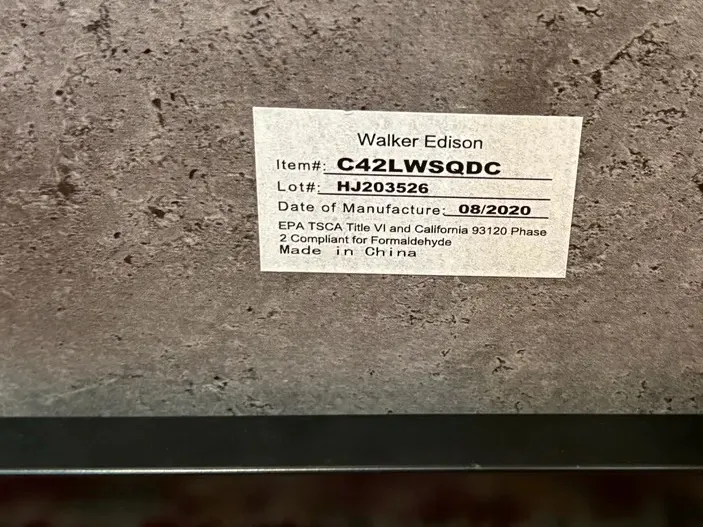 Walker Edison
Item#: C42LWSQDC
Lot#: HJ203526
Date of Manufacture: 08/2020
EPA TSCA Title VI and California 93120 Phase
2 Compliant for Formaldehyde
Made in China